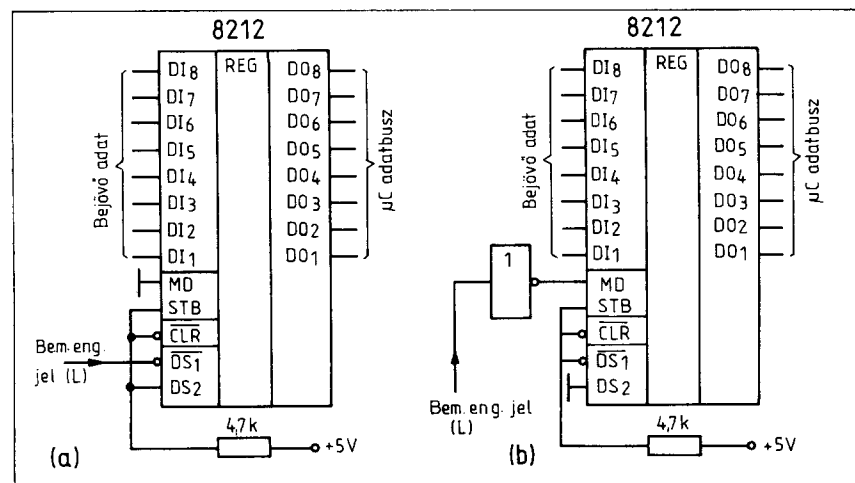 8212
Bejövő adat
DI8 REG DO8
DI7 DO7
DI6 DO6
DI5 DO5
DI4 DO4
DI3 DO3
DI2 DO2
DI1 DO1
µC adatbusz
MD
STB
CLR
Bem. eng.
jel (L)
DS1
DS2
4,7k
+5V
(a)
8212
Bejövő adat
DI8 REG DO8
DI7 DO7
DI6 DO6
DI5 DO5
DI4 DO4
DI3 DO3
DI2 DO2
DI1 DO1
µC adatbusz
1
MD
STB
CLR
DS1
DS2
Bem. eng. jel
(L)
4,7k
+5V
(b)